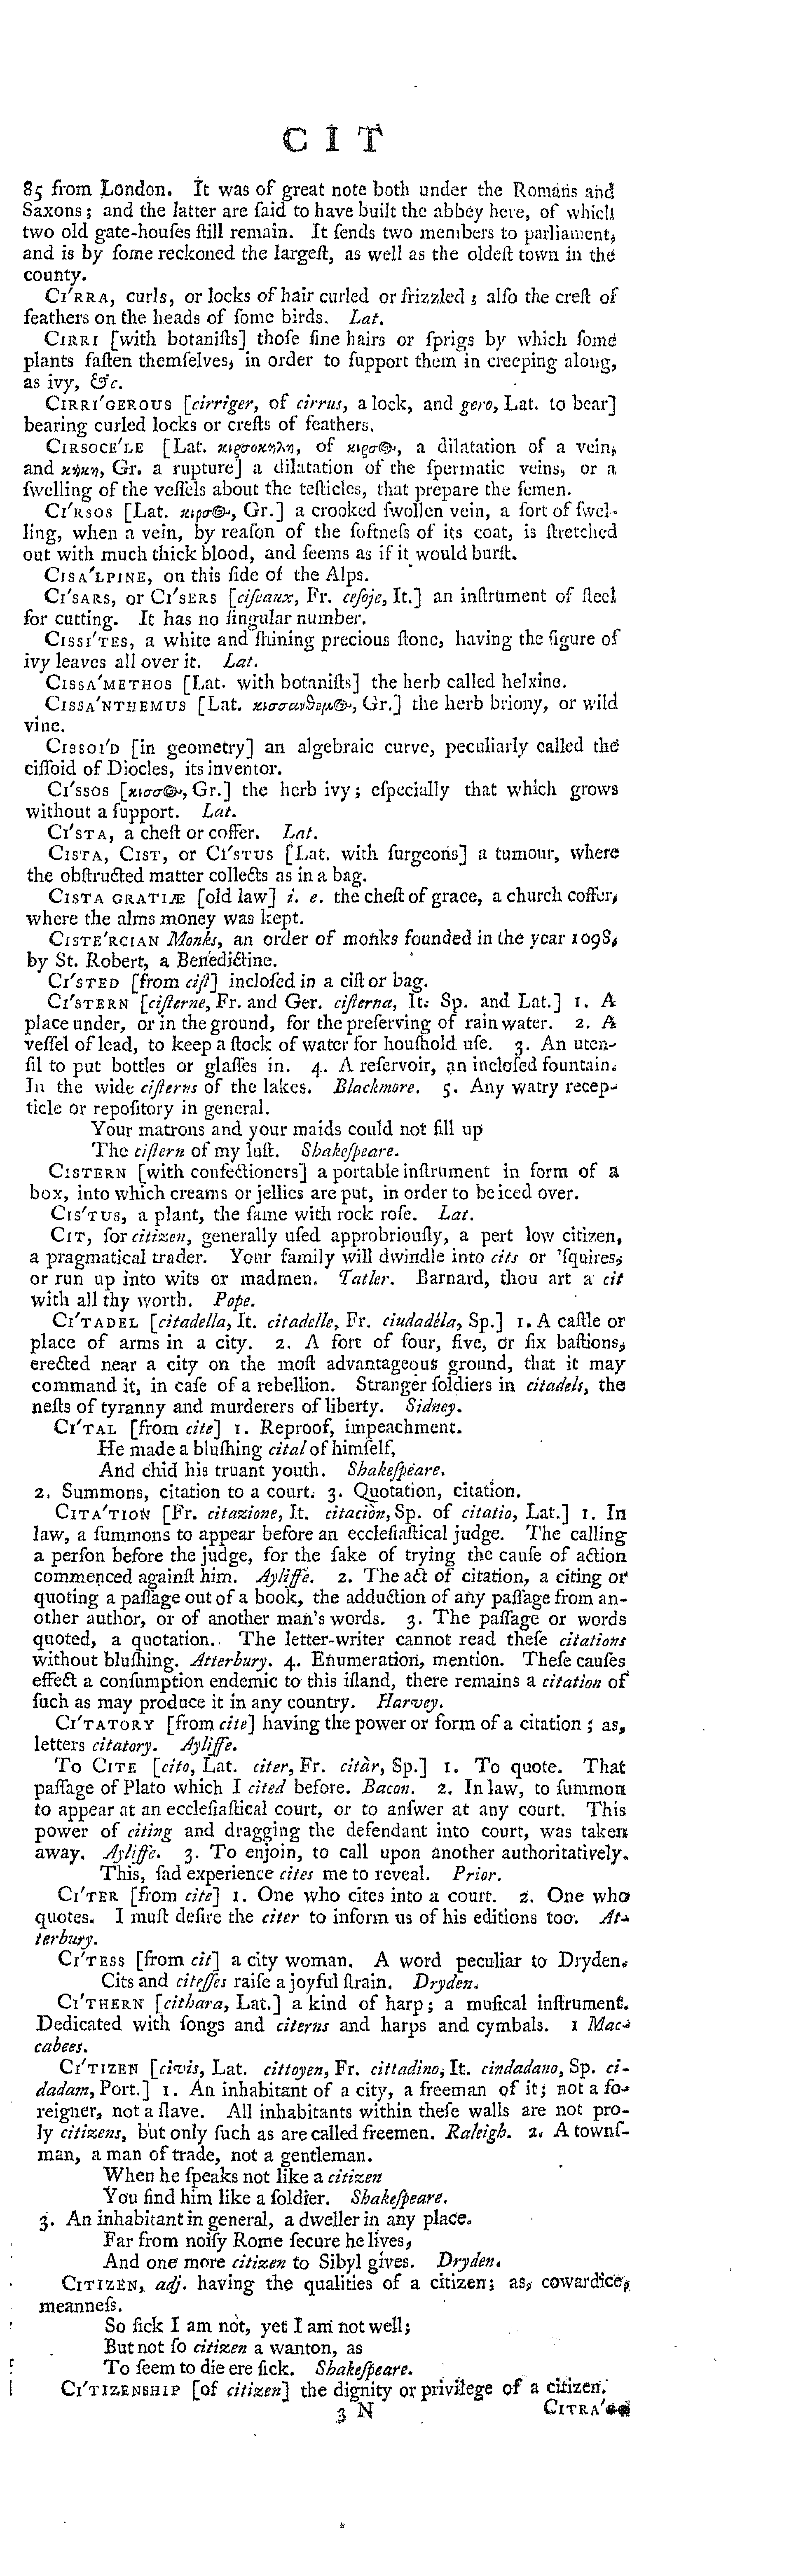 C I T
85 from London. It was of great note both under the Romans and
Saxons; and the latter are ſaid to have built the abbey here, of which
two old gate-houſes ſtill remain. It ſends two members to parliament,
and is by ſome reckoned the largeſt, as well as the oldeſt town in the
county.
CI'RRA, curls, or locks of hair curled or frizzled; alſo the creſt of
feathers on the heads of ſome birds. Lat.
CIRRI [with botaniſts] thoſe fine hairs or ſprigs by which ſome
plants faſten themſelves, in order to ſupport them in creeping along,
as ivy, &c.
CIRRI'GEROUS [cirriger, of cirrus, a lock, and gero, Lat. to bear]
bearing curled locks or creſts of feathers.
CIRSOCE'LE [Lat. κιρσοκηλη, of κιρσ☉, a dilatation of a vein,
and κήκη, Gr. a rupture] a dilatation of the ſpermatic veins, or a
ſwelling of the veſſels about the teſticles, that prepare the ſemen.
CI'RSOS [Lat. κιρσ☉, Gr.] a crooked ſwollen vein, a ſort of ſwel-
ling, when a vein, by reaſon of the ſoftneſs of its coat, is ſtretched
out with much thick blood, and ſeems as if it would burſt.
CISA'LPINE, on this ſide of the Alps.
CI'SARS, or CI'SERS [ciſeaux, Fr. ceſoje, It.] an inſtrument of ſteel
for cutting. It has no ſingular number.
CISSI'TES, a white and ſhining precious ſtone, having the figure of
ivy leaves all over it. Lat.
CISSA'METHOS [Lat. with botaniſts] the herb called helxine.
CISSA'NTHEMUS [Lat. κισσανθεμ☉, Gr.] the herb briony, or wild
vine.
CISSOI'D [in geometry] an algebraic curve, peculiarly called the
ciſſoid of Diocles, its inventor.
CI'SSOS [κισσ☉, Gr.] the herb ivy; eſpecially that which grows
without a ſupport. Lat.
CI'STA, a cheſt or coffer. Lat.
CISTA, CIST, or CI'STUS [Lat. with ſurgeons] a tumour, where
the obſtructed matter collects as in a bag.
CISTA GRATIÆ [old law] i. e. the cheſt of grace, a church coffer,
where the alms money was kept.
CISTE'RCIAN Monks, an order of monks founded in the year 1098,
by St. Robert, a Benedictine.
CI'STED [from ciſt] incloſed in a ciſt or bag.
CI'STERN [ciſterne, Fr. and Ger. ciſterna, It. Sp. and Lat.] 1. A
place under, or in the ground, for the preſerving of rain water. 2. A
veſſel of lead, to keep a ſtock of water for houſhold uſe. 3. An uten-
ſil to put bottles or glaſſes in. 4. A reſervoir, an incloſed fountain.
In the wide ciſterns of the lakes. Blackmore. 5. Any watry recep-
ticle or repoſitory in general.
Your matrons and your maids could not fill up
The ciſtern of my luſt. Shakeſpeare.
CISTERN [with confectioners] a portable inſtrument in form of a
box, into which creams or jellies are put, in order to be iced over.
CIS'TUS, a plant, the ſame with rock roſe. Lat.
CIT, for citizen, generally uſed approbriouſly, a pert low citizen,
a pragmatical trader. Your family will dwindle into cits or 'ſquires,
or run up into wits or madmen. Tatler. Barnard, thou art a cit
with all thy worth. Pope.
CI'TADEL [citadella, It. citadelle, Fr. ciudadéla, Sp.] 1. A caſtle or
place of arms in a city. 2. A fort of four, five, or ſix baſtions,
erected near a city on the moſt advantageous ground, that it may
command it, in caſe of a rebellion. Stranger ſoldiers in citadels, the
neſts of tyranny and murderers of liberty. Sidney.
CI'TAL [from cite] 1. Reproof, impeachment.
He made a bluſhing cital of himſelf,
And chid his truant youth. Shakeſpeare.
2. Summons, citation to a court. 3. Quotation, citation.
CITA'TION [Fr. citazione, It. citaciòn, Sp. of citatio, Lat.] 1. In
law, a ſummons to appear before an eccleſiaſtical judge. The calling
a perſon before the judge, for the ſake of trying the cauſe of action
commenced againſt him. Ayliffe. 2. The act of citation, a citing or
quoting a paſſage out of a book, the adduction of any paſſage from an-
other author, or of another man's words. 3. The paſſage or words
quoted, a quotation. The letter-writer cannot read theſe citations
without bluſhing. Atterbury. 4. Enumeration, mention. Theſe cauſes
effect a conſumption endemic to this iſland, there remains a citation of
ſuch as may produce it in any country. Harvey.
CI'TATORY [from cite] having the power or form of a citation; as,
letters citatory. Ayliffe.
To CITE [cito, Lat. citer, Fr. citàr, Sp.] 1. To quote. That
paſſage of Plato which I cited before. Bacon. 2. In law, to ſummon
to appear at an eccleſiaſtical court, or to anſwer at any court. This
power of citing and dragging the defendant into court, was taken
away. Ayliffe. 3. To enjoin, to call upon another authoritatively.
This, ſad experience cites me to reveal. Prior.
CI'TER [from cite] 1. One who cites into a court. 2. One who
quotes. I muſt deſire the citer to inform us of his editions too. At-
terbury.
CI'TESS [from cit] a city woman. A word peculiar to Dryden.
Cits and citeſſes raiſe a joyful ſtrain. Dryden.
CI'THERN [cithara, Lat.] a kind of harp; a muſical inſtrument.
Dedicated with ſongs and citerns and harps and cymbals. 1 Mac-
cabees.
CI'TIZEN [civis, Lat. cittoyen, Fr. cittadino, It. cindadano, Sp. ci-
dadam, Port.] 1. An inhabitant of a city, a freeman of it; not a fo-
reigner, not a ſlave. All inhabitants within theſe walls are not pro-
ly citizens, but only ſuch as are called freemen. Raleigh. 2. A townſ-
man, a man of trade, not a gentleman.
When he ſpeaks not like a citizen
You find him like a ſoldier. Shakeſpeare.
3. An inhabitant in general, a dweller in any place.
Far from noiſy Rome ſecure he lives,
And one more citizen to Sibyl gives. Dryden.
CITIZEN, adj. having the qualities of a citizen; as, cowardice,
meanneſs.
So ſick I am not, yet I am not well;
But not ſo citizen a wanton, as
To ſeem to die ere ſick. Shakeſpeare.
CI'TIZENSHIP [of citizen] the dignity or privilege of a citizen.
3 N CITRA'